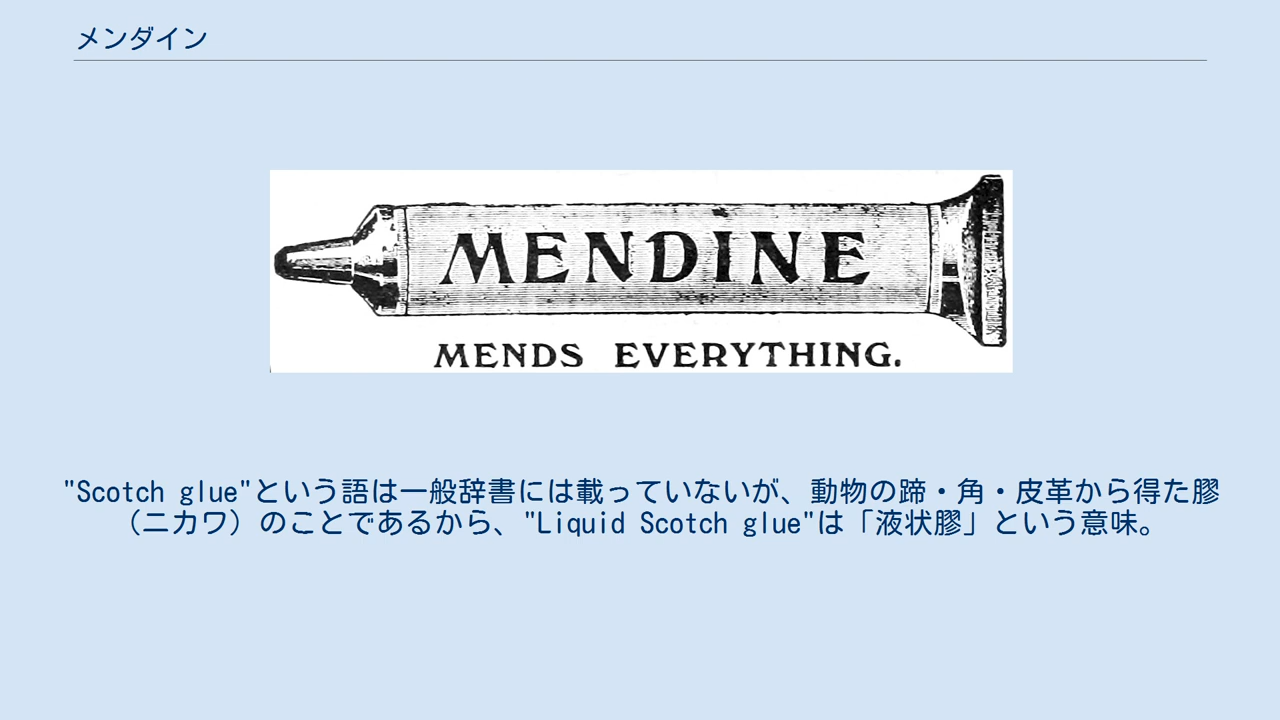 メンダイン
MENDINE
MENDS EVERYTHING.
"Scotch glue"という語は一般辞書には載っていないが、動物の蹄・角・皮革から得た膠
（ニカワ）のことであるから、"Liquid Scotch glue"は「液状膠」という意味。